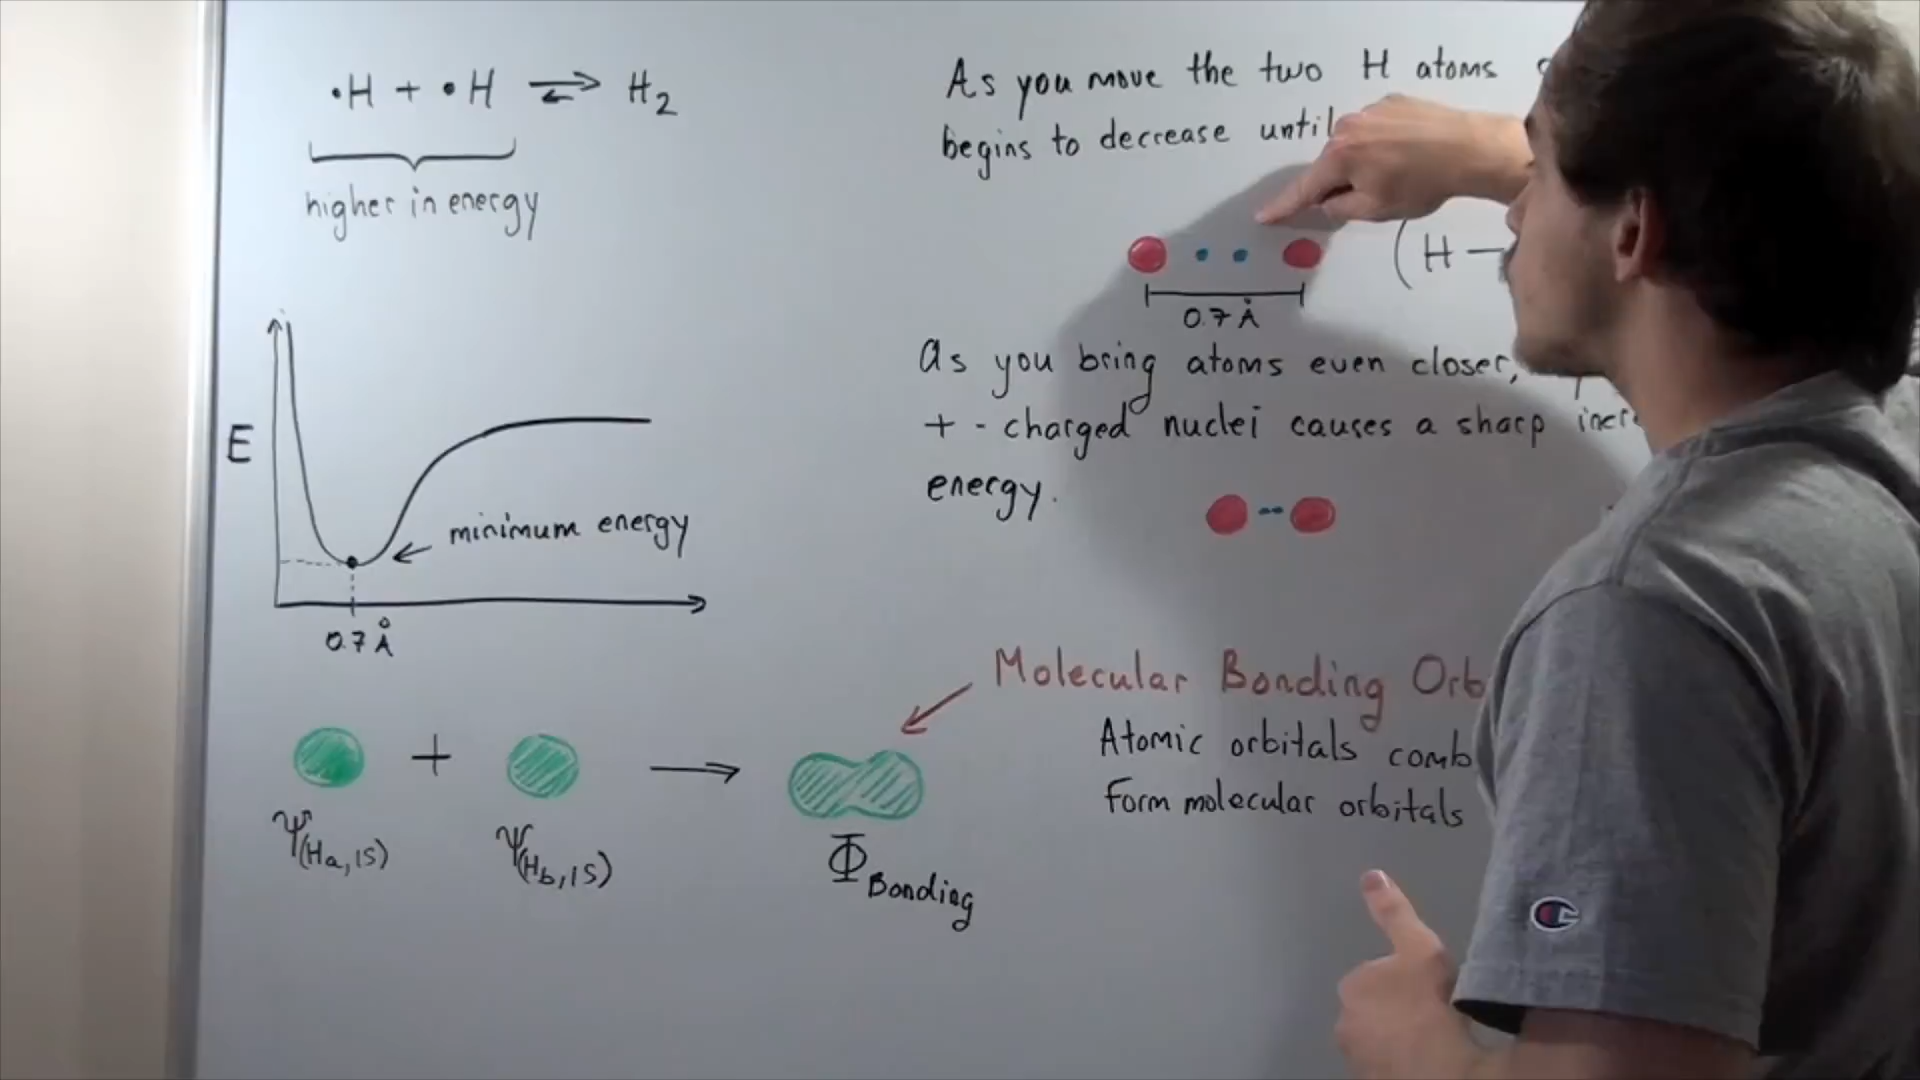 ·H + ·H ⇌ H₂
higher in energy
E
minimum energy
0.7 Å
Ψ(Ha,1S)
+
Ψ(Hb,1S)
→
Φ Bonding
As you move the two H atoms
begins to decrease until
(H —
0.7 Å
As you bring atoms even closer,
+ - charged nuclei causes a sharp
energy.
Molecular Bonding
Atomic orbitals
Form molecular orbitals